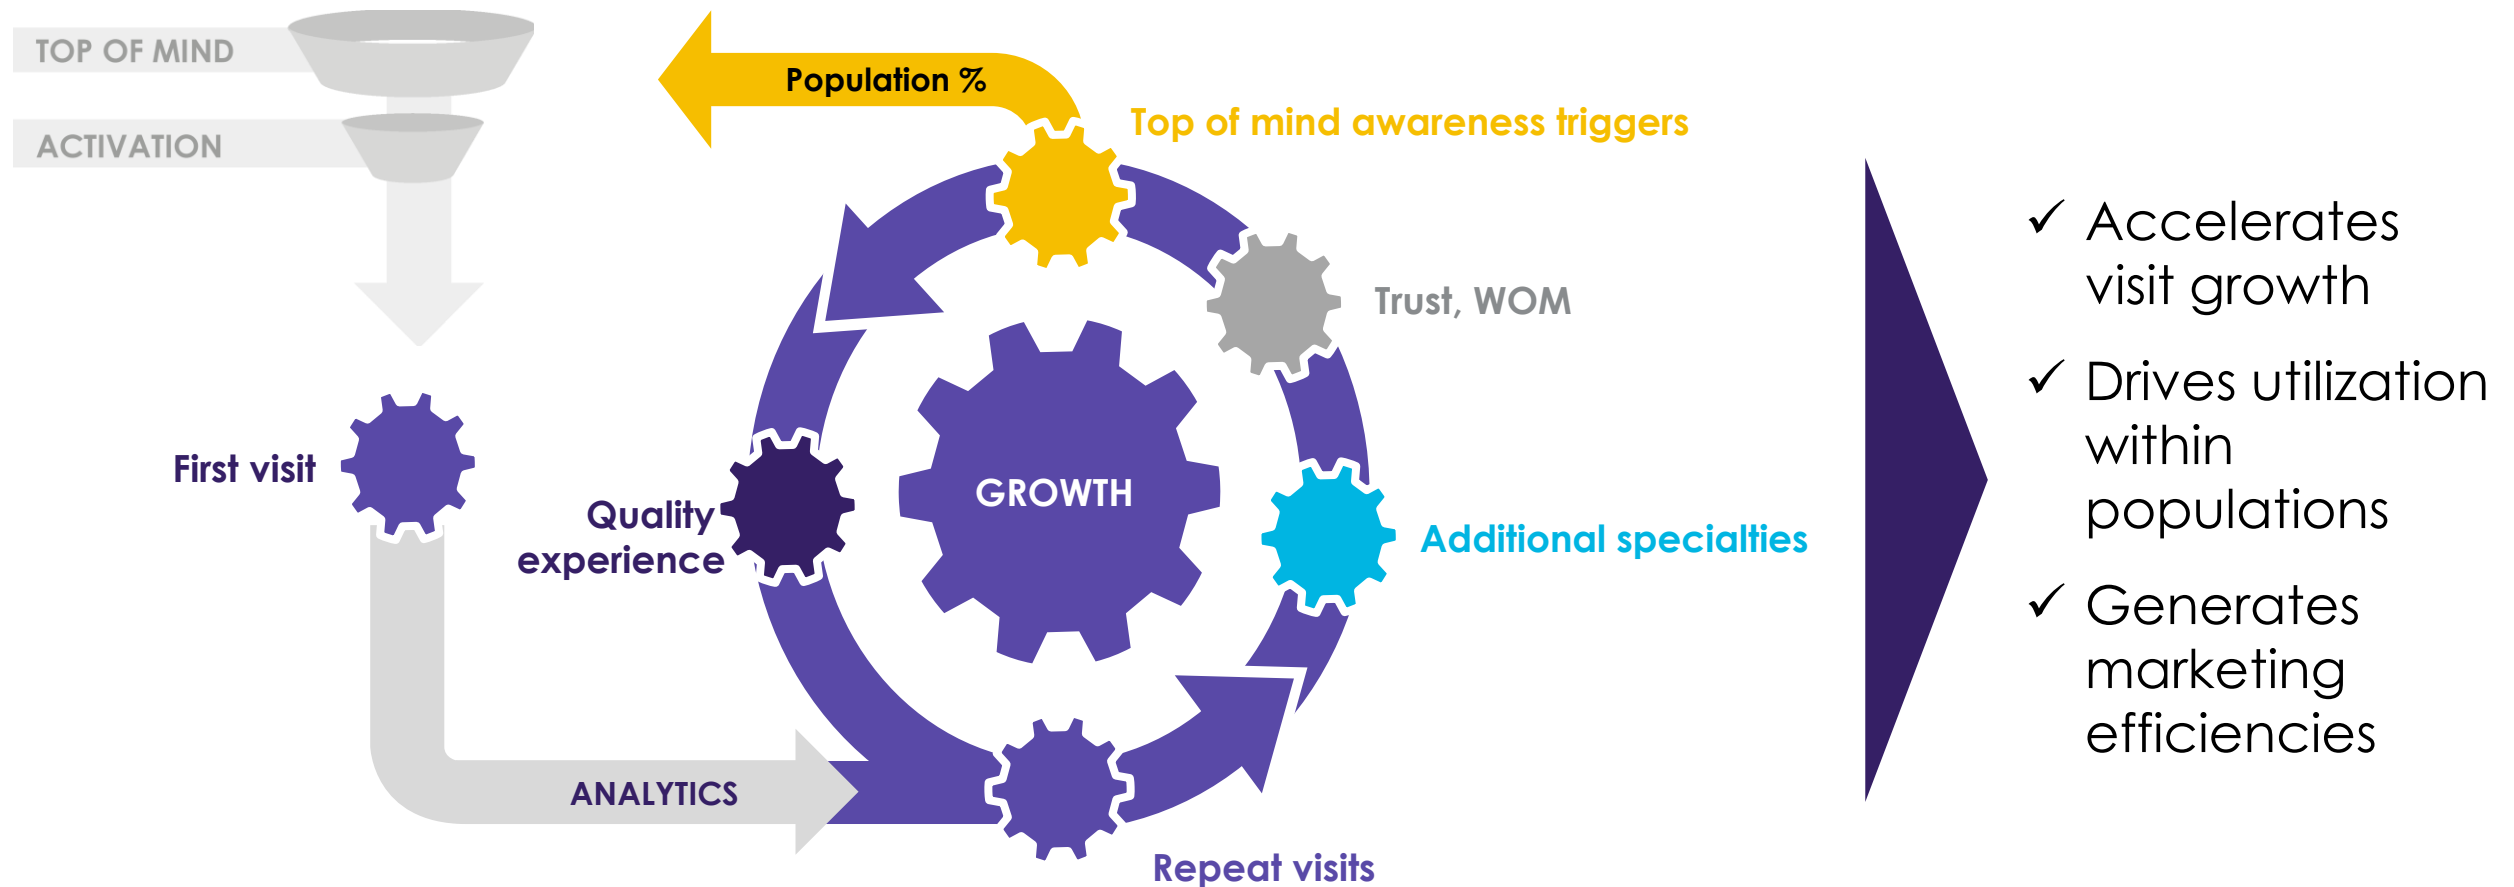 TOP OF MIND
ACTIVATION
Population %
Top of mind awareness triggers
Trust, WOM
First visit
Quality
experience
GROWTH
Additional specialties
ANALYTICS
Repeat visits
✓ Accelerates
visit growth
✓ Drives utilization
within
populations
✓ Generates
marketing
efficiencies